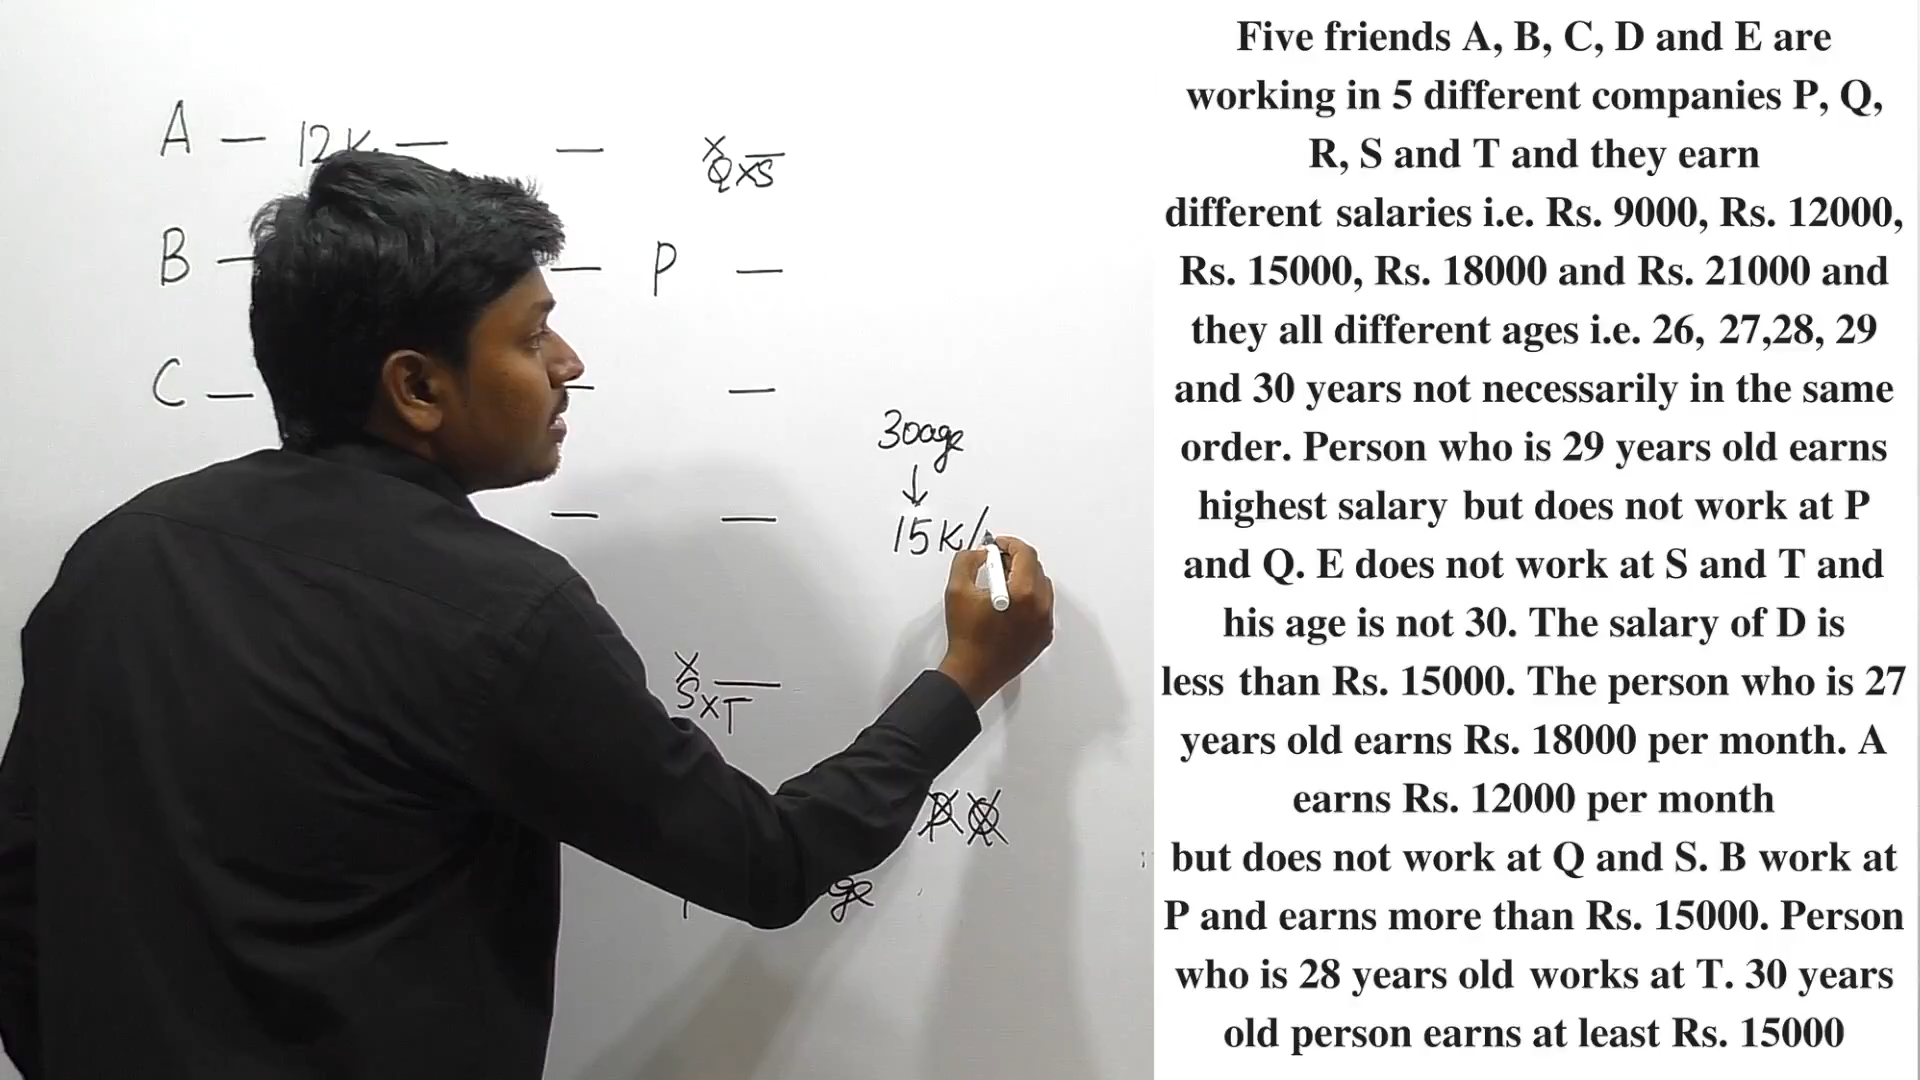 A — 12K — — X
Q X S
B — — P —
C — — —
30age
↓
15K/
— —
X
S X T
P Q
ge
Five friends A, B, C, D and E are
working in 5 different companies P, Q,
R, S and T and they earn
different salaries i.e. Rs. 9000, Rs. 12000,
Rs. 15000, Rs. 18000 and Rs. 21000 and
they all different ages i.e. 26, 27,28, 29
and 30 years not necessarily in the same
order. Person who is 29 years old earns
highest salary but does not work at P
and Q. E does not work at S and T and
his age is not 30. The salary of D is
less than Rs. 15000. The person who is 27
years old earns Rs. 18000 per month. A
earns Rs. 12000 per month
but does not work at Q and S. B work at
P and earns more than Rs. 15000. Person
who is 28 years old works at T. 30 years
old person earns at least Rs. 15000